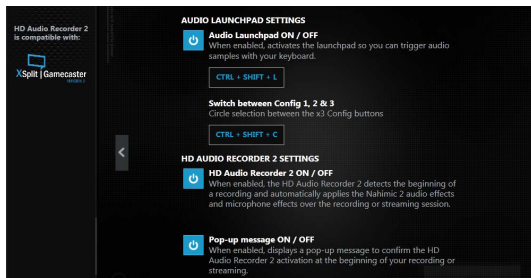 HD Audio Recorder 2
is compatible with:
XSplit | Gamecaster
AUDIO LAUNCHPAD SETTINGS
Audio Launchpad ON / OFF
When enabled, activates the launchpad so you can trigger audio
samples with your keyboard.
CTRL + SHIFT + L
Switch between Config 1, 2 & 3
Circle selection between the x3 Config buttons
CTRL + SHIFT + C
HD AUDIO RECORDER 2 SETTINGS
HD Audio Recorder 2 ON / OFF
When enabled, the HD Audio Recorder 2 detects the beginning of
a recording and automatically applies the Nahimic 2 audio effects
and microphone effects over the recording or streaming session.
Pop-up message ON / OFF
When enabled, displays a pop-up message to confirm the HD
Audio Recorder 2 activation at the beginning of your recording or
streaming.